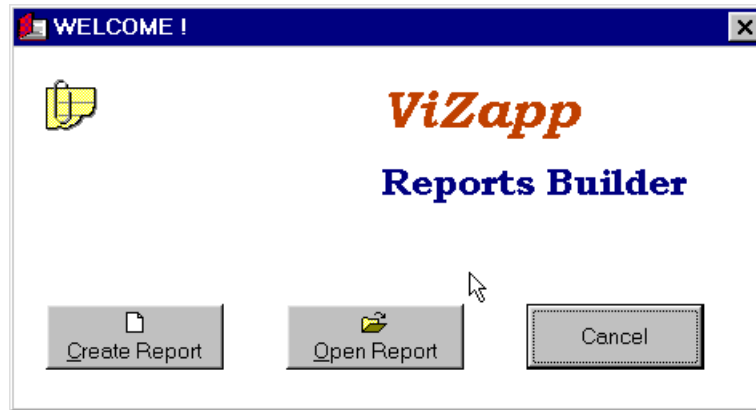 WELCOME !
ViZapp
Reports Builder
Create Report
Open Report
Cancel